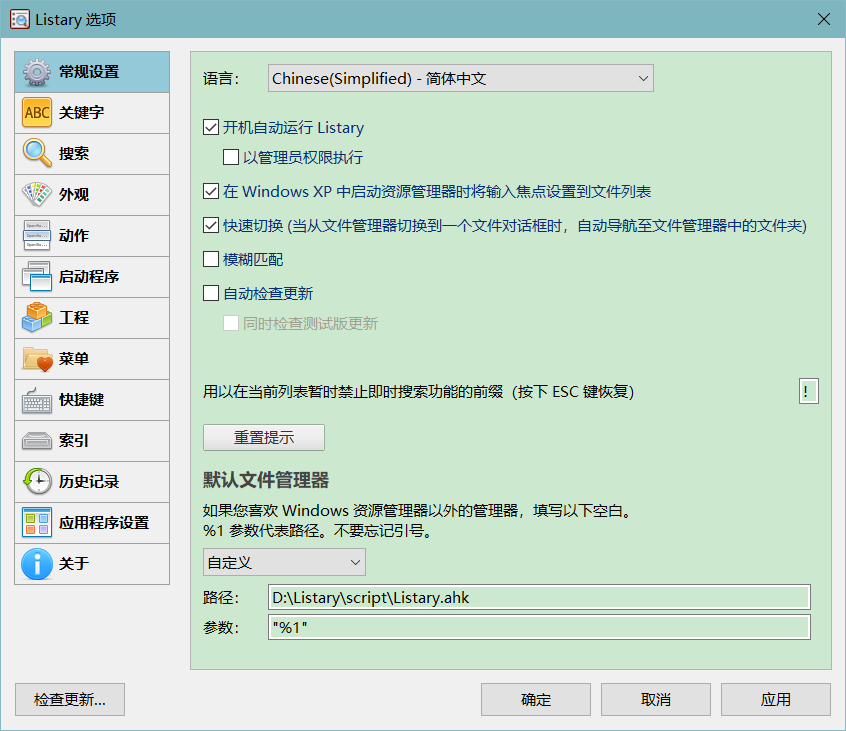 Listary 选项
常规设置
关键字
搜索
外观
动作
启动程序
工程
菜单
快捷键
索引
历史记录
应用程序设置
关于
ABC
语言：
Chinese(Simplified) - 简体中文
开机自动运行 Listary
以管理员权限执行
在 Windows XP 中启动资源管理器时将输入焦点设置到文件列表
快速切换 (当从文件管理器切换到一个文件对话框时，自动导航至文件管理器中的文件夹)
模糊匹配
自动检查更新
同时检查测试版更新
用以在当前列表暂时禁止即时搜索功能的前缀（按下 ESC 键恢复） !
重置提示
默认文件管理器
如果您喜欢 Windows 资源管理器以外的管理器，填写以下空白。
%1 参数代表路径。不要忘记引号。
自定义
路径： D:\Listary\script\Listary.ahk
参数： "%1"
检查更新... 确定 取消 应用